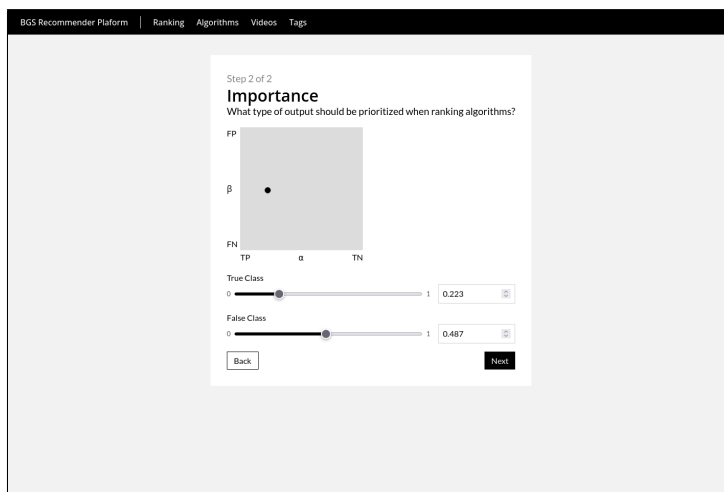 BGS Recommender Plaform Ranking Algorithms Videos Tags
Step 2 of 2
Importance
What type of output should be prioritized when ranking algorithms?
FP
β
FN
TP α TN
True Class
0 1 0.223
False Class
0 1 0.487
Back Next